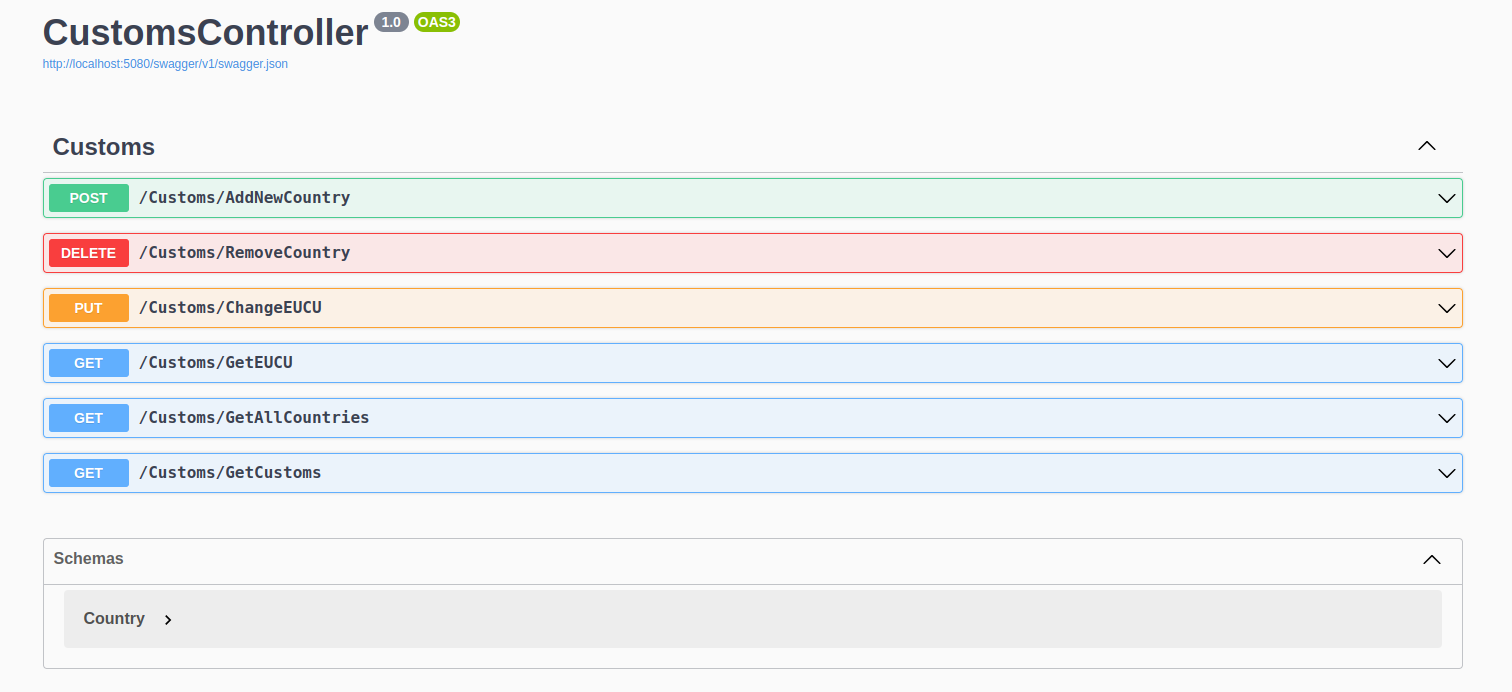 CustomsController 1.0 OAS3
http://localhost:5080/swagger/v1/swagger.json
Customs
POST /Customs/AddNewCountry
DELETE /Customs/RemoveCountry
PUT /Customs/ChangeEUCU
GET /Customs/GetEUCU
GET /Customs/GetAllCountries
GET /Customs/GetCustoms
Schemas
Country